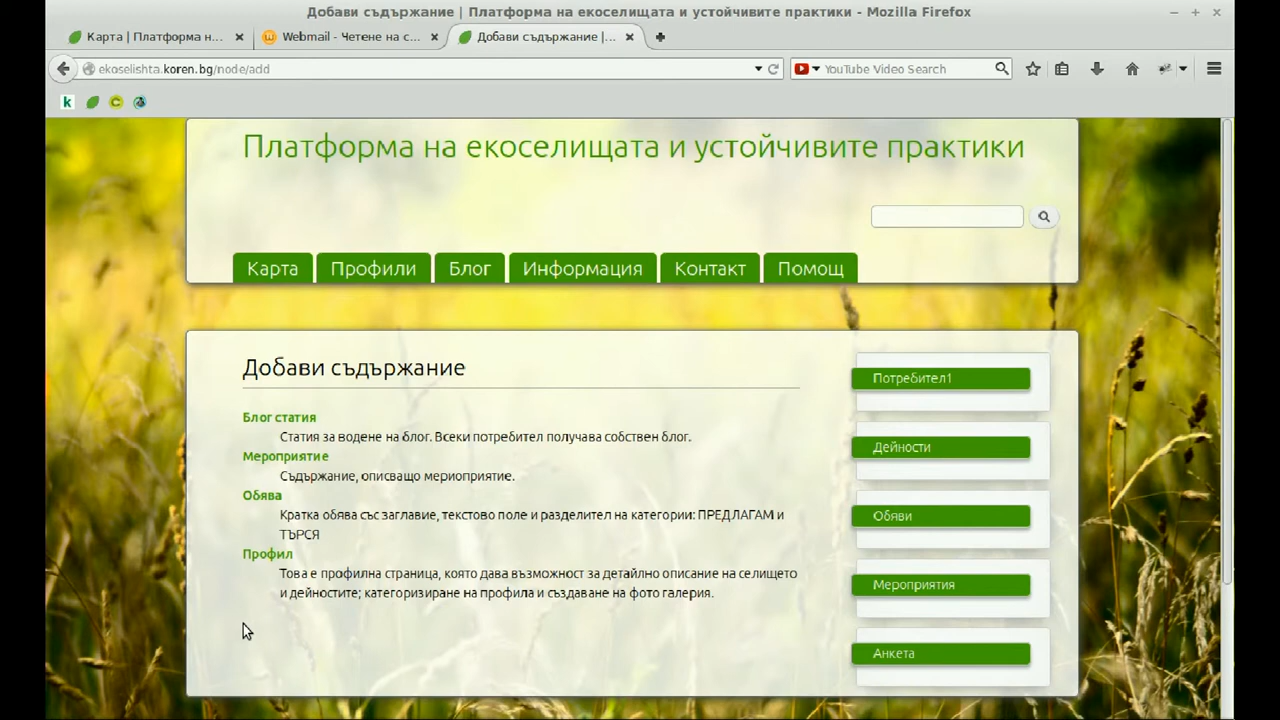 Добави съдържание | Платформа на екоселищата и устойчивите практики - Mozilla Firefox
Карта | Платформа н...
Webmail - Четене на с...
Добави съдържание |...
ekoselishta.koren.bg/node/add
YouTube Video Search
k
Платформа на екоселищата и устойчивите практики
Карта
Профили
Блог
Информация
Контакт
Помощ
Добави съдържание
Блог статия
Статия за водене на блог. Всеки потребител получава собствен блог.
Мероприятие
Съдържание, описващо мериоприятие.
Обява
Кратка обява със заглавие, текстово поле и разделител на категории: ПРЕДЛАГАМ и
ТЪРСЯ
Профил
Това е профилна страница, която дава възможност за детайлно описание на селището
и дейностите; категоризиране на профила и създаване на фото галерия.
Потребител1
Дейности
Обяви
Мероприятия
Анкета